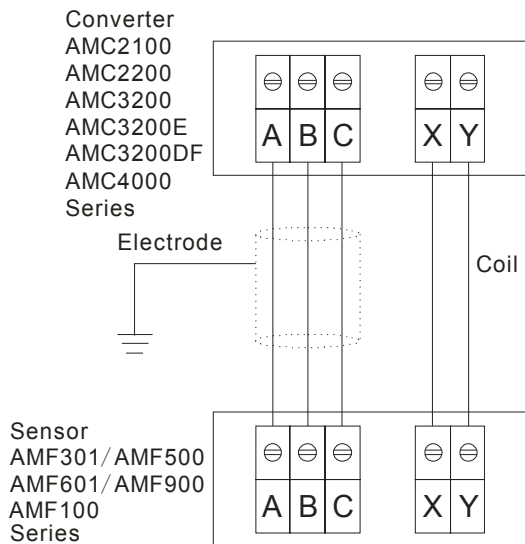 Converter
AMC2100
AMC2200
AMC3200
AMC3200E
AMC3200DF
AMC4000
Series
A B C X Y
Electrode
Coil
Sensor
AMF301/AMF500
AMF601/AMF900
AMF100
Series
A B C X Y